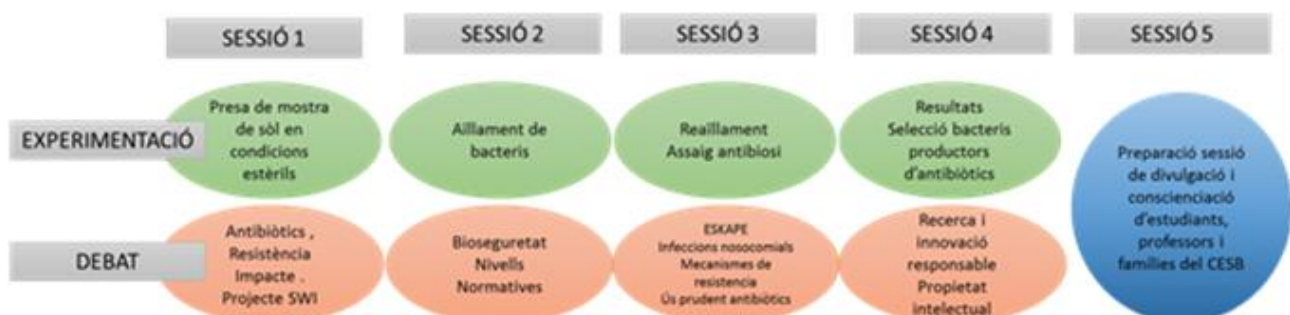 SESSIÓ 1
SESSIÓ 2
SESSIÓ 3
SESSIÓ 4
SESSIÓ 5
EXPERIMENTACIÓ
Presa de mostra
de sòl en
condicions
estèrils
Aïllament de
bacteris
Reaïllament
Assaig antibiosi
Resultats
Selecció bacteris
productors
d'antibiòtics
Preparació sessió
de divulgació i
conscienciació
d'estudiants,
professors i
famílies del CESB
DEBAT
Antibiòtics ,
Resistència
Impacte .
Projecte SWI
Bioseguretat
Nivells
Normatives
ESKAPE
Infeccions nosocomials
Mecanismes de
resistencia
Ús prudent antibiòtics
Recerca i
innovació
responsable
Propietat
intelectual